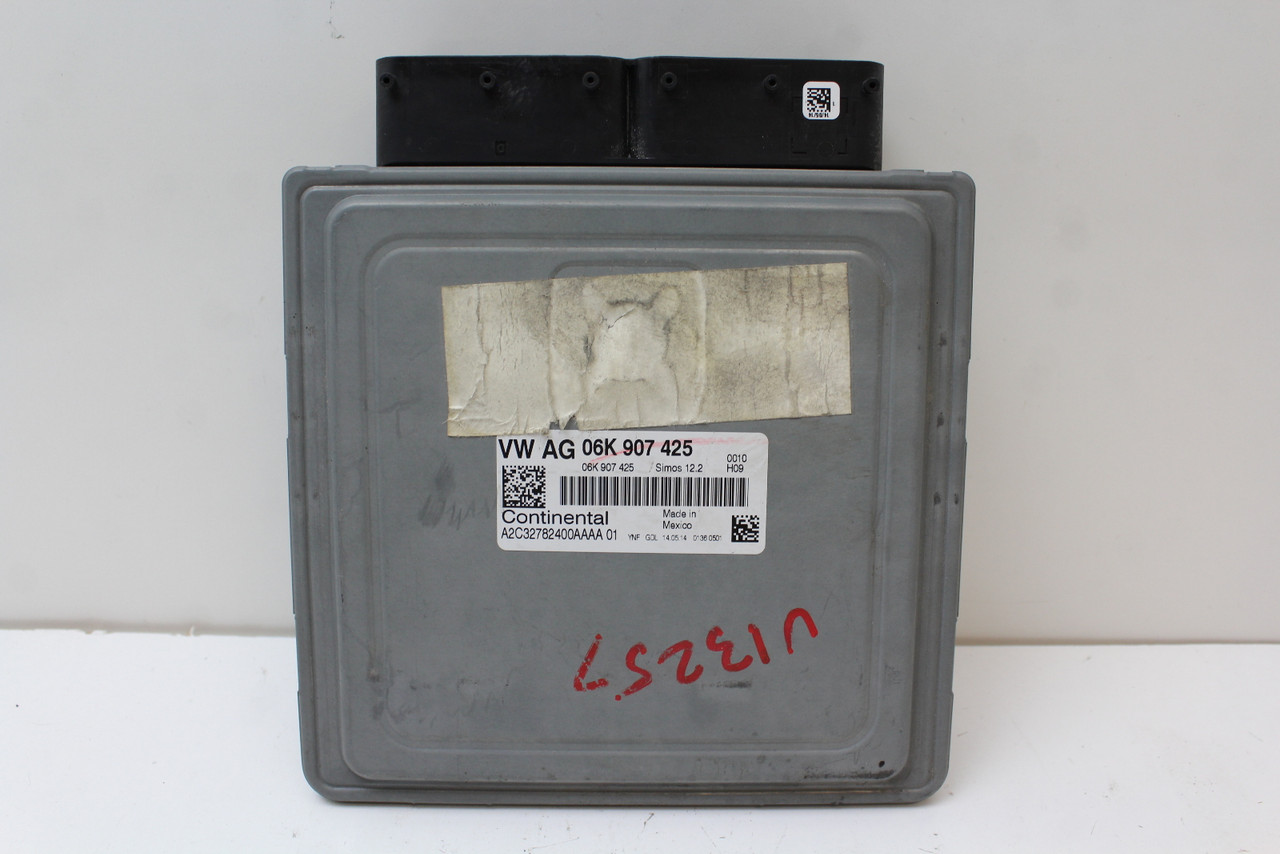 VW AG 06K 907 425
0010
06K 907 425 Simos 12.2 H09
Continental
Made in
Mexico
A2C32782400AAAA 01 YNF GDL 14.05.14 0136 0501
U13257